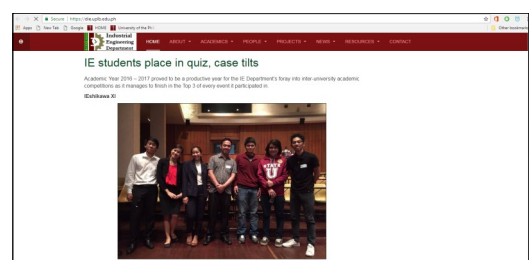 Secure | https://die.uplb.edu.ph
Apps New Tab Google HOME University of the Phi
Other bookmarks
Industrial
Engineering
Department
HOME ABOUT ACADEMICS PEOPLE PROJECTS NEWS RESOURCES CONTACT
IE students place in quiz, case tilts
Academic Year 2016 – 2017 proved to be a productive year for the IE Department's foray into inter-university academic
competitions as it manages to finish in the Top 3 of every event it participated in.
IEshikawa XI
STATE
U